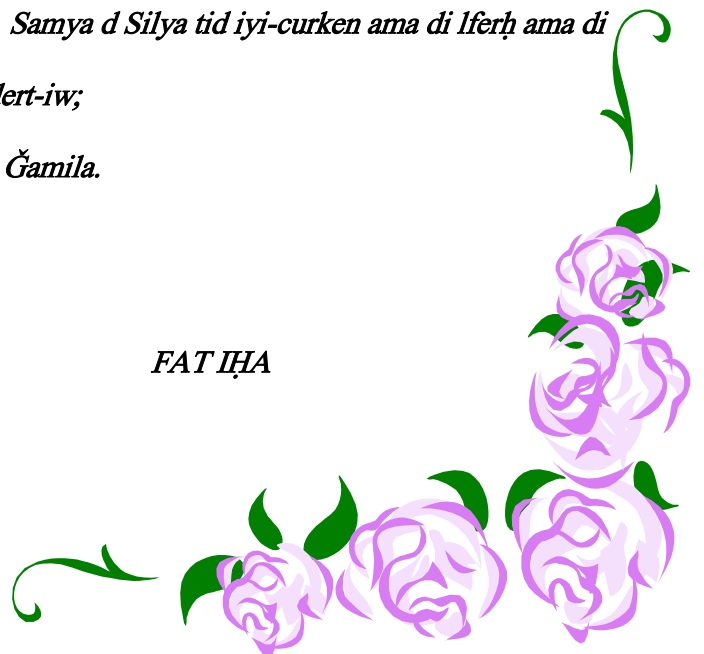 Samya d Silya tid iyi-curken ama di lferḥ ama di
lert-iw;
Ǧamila.
FAT IḤA